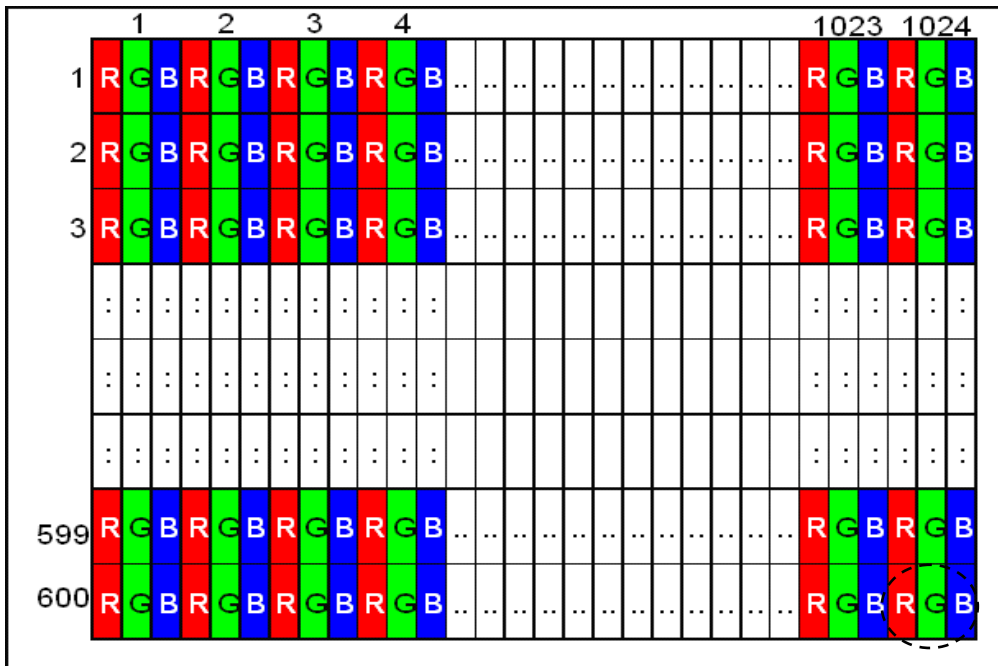 1 2 3 4 1023 1024
1 R G B R G B R G B R G B .. .. .. .. .. .. .. .. .. .. .. .. R G B R G B
2 R G B R G B R G B R G B .. .. .. .. .. .. .. .. .. .. .. .. R G B R G B
3 R G B R G B R G B R G B .. .. .. .. .. .. .. .. .. .. .. .. R G B R G B
: : : : : : : : : : : : : : : : : :
: : : : : : : : : : : : : : : : : :
: : : : : : : : : : : : : : : : : :
599 R G B R G B R G B R G B .. .. .. .. .. .. .. .. .. .. .. .. R G B R G B
600 R G B R G B R G B R G B .. .. .. .. .. .. .. .. .. .. .. .. R G B R G B